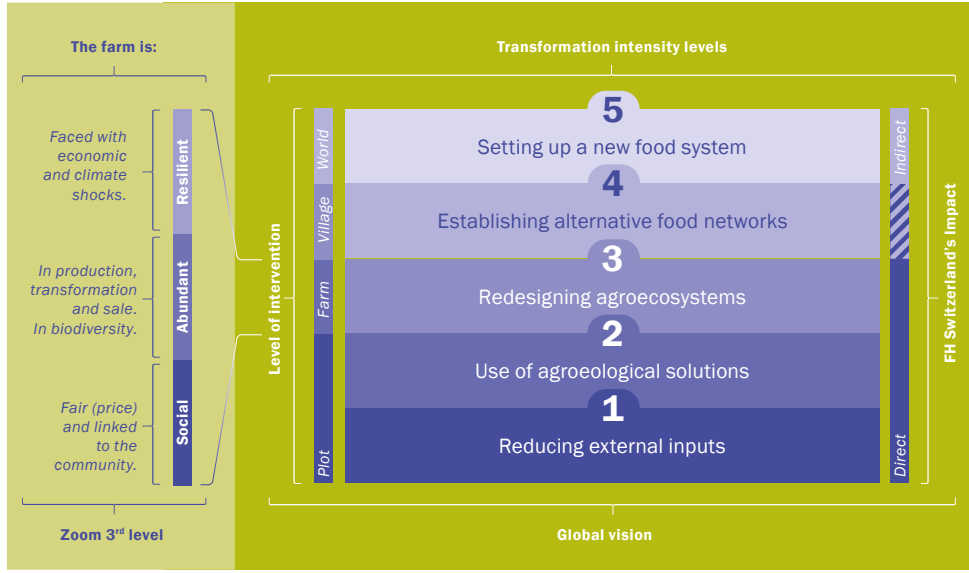 The farm is:
Faced with
economic
and climate
shocks.
Resilient
In production,
transformation
and sale.
In biodiversity.
Abundant
Fair (price)
and linked
to the
community.
Social
Zoom 3rd level
Transformation intensity levels
Level of intervention
World
Village
Farm
Plot
5
Setting up a new food system
4
Establishing alternative food networks
3
Redesigning agroecosystems
2
Use of agroeological solutions
1
Reducing external inputs
Indirect
Direct
FH Switzerland's Impact
Global vision